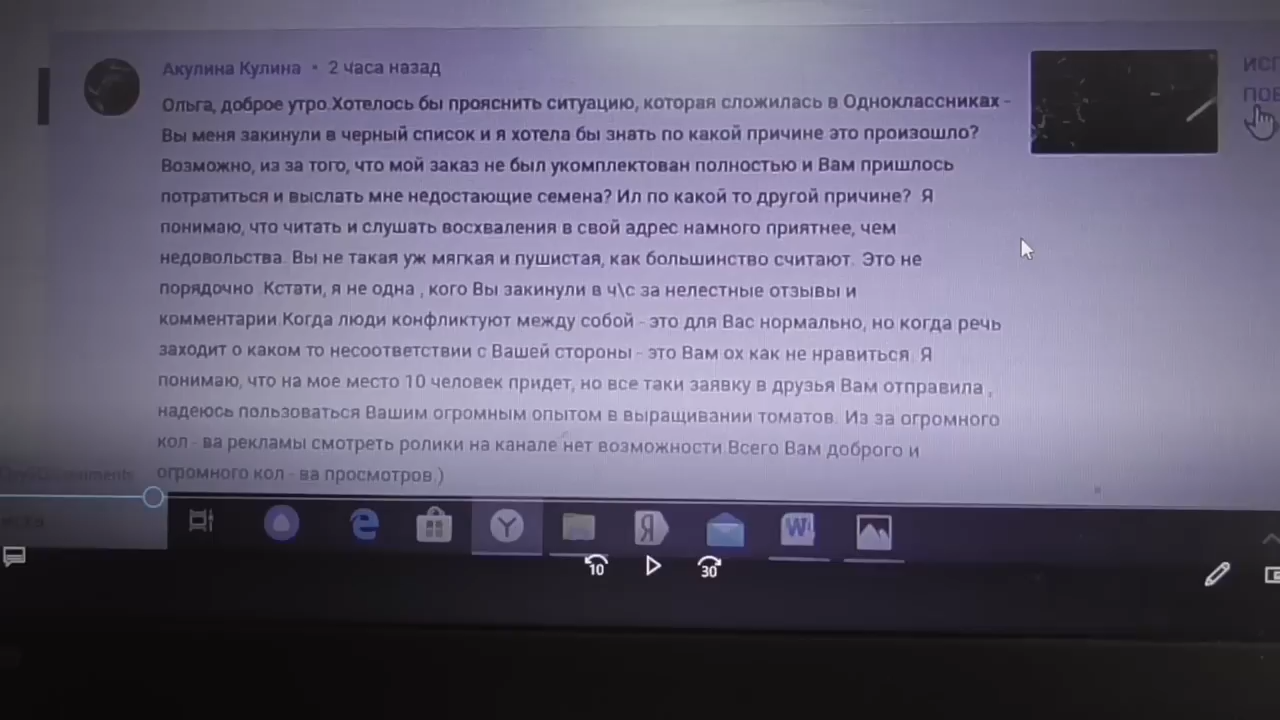 Акулина Кулина • 2 часа назад
Ольга, доброе утро.Хотелось бы прояснить ситуацию, которая сложилась в Одноклассниках -
Вы меня закинули в черный список и я хотела бы знать по какой причине это произошло?
Возможно, из за того, что мой заказ не был укомплектован полностью и Вам пришлось
потратиться и выслать мне недостающие семена? Ил по какой то другой причине? Я
понимаю, что читать и слушать восхваления в свой адрес намного приятнее, чем
недовольства. Вы не такая уж мягкая и пушистая, как большинство считают. Это не
порядочно .Кстати, я не одна , кого Вы закинули в ч\с за нелестные отзывы и
комментарии.Когда люди конфликтуют между собой - это для Вас нормально, но когда речь
заходит о каком то несоответствии с Вашей стороны - это Вам ох как не нравиться. Я
понимаю, что на мое место 10 человек придет, но все таки заявку в друзья Вам отправила ,
надеюсь пользоваться Вашим огромным опытом в выращивании томатов. Из за огромного
кол - ва рекламы смотреть ролики на канале нет возможности.Всего Вам доброго и
огромного кол - ва просмотров.)
ИСП
ПОВ
10
30